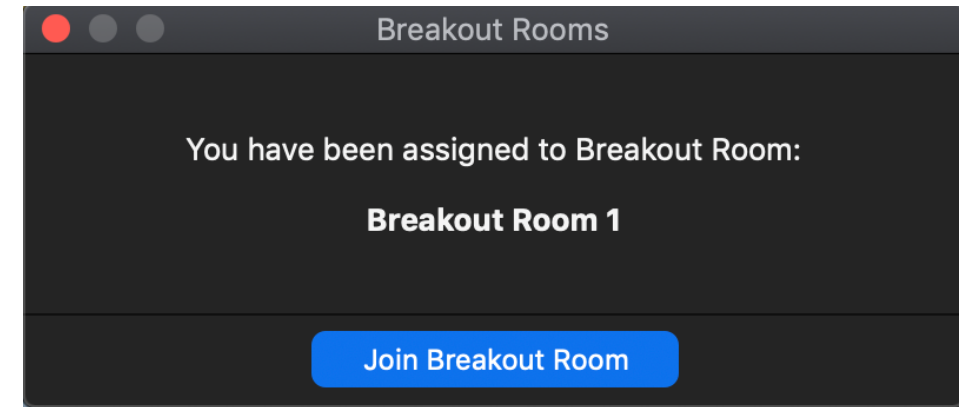 Breakout Rooms
You have been assigned to Breakout Room:
Breakout Room 1
Join Breakout Room